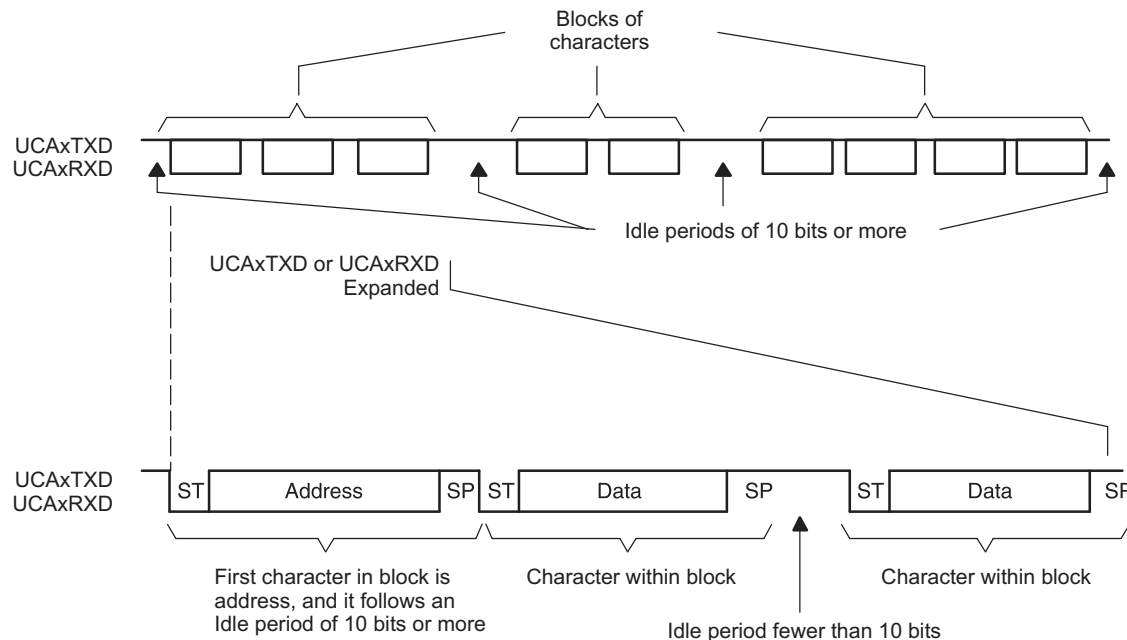 Blocks of
characters
UCAxTXD
UCAxRXD
Idle periods of 10 bits or more
UCAxTXD or UCAxRXD
Expanded
UCAxTXD
UCAxRXD
ST
Address
SP
ST
Data
SP
ST
Data
SP
First character in block is
address, and it follows an
Idle period of 10 bits or more
Character within block
Character within block
Idle period fewer than 10 bits